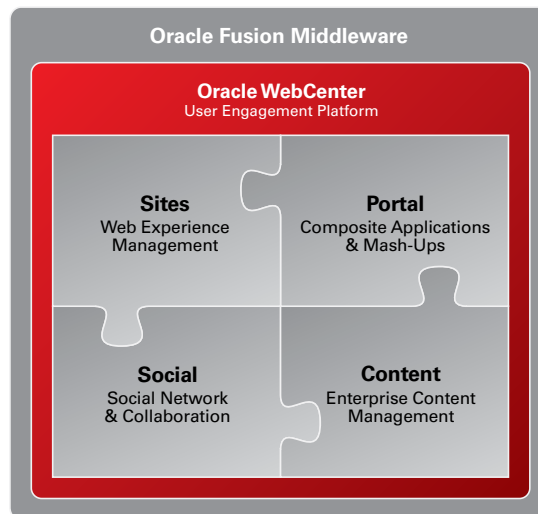 Oracle Fusion Middleware
Oracle WebCenter
User Engagement Platform
Sites
Web Experience
Management
Portal
Composite Applications
& Mash-Ups
Social
Social Network
& Collaboration
Content
Enterprise Content
Management